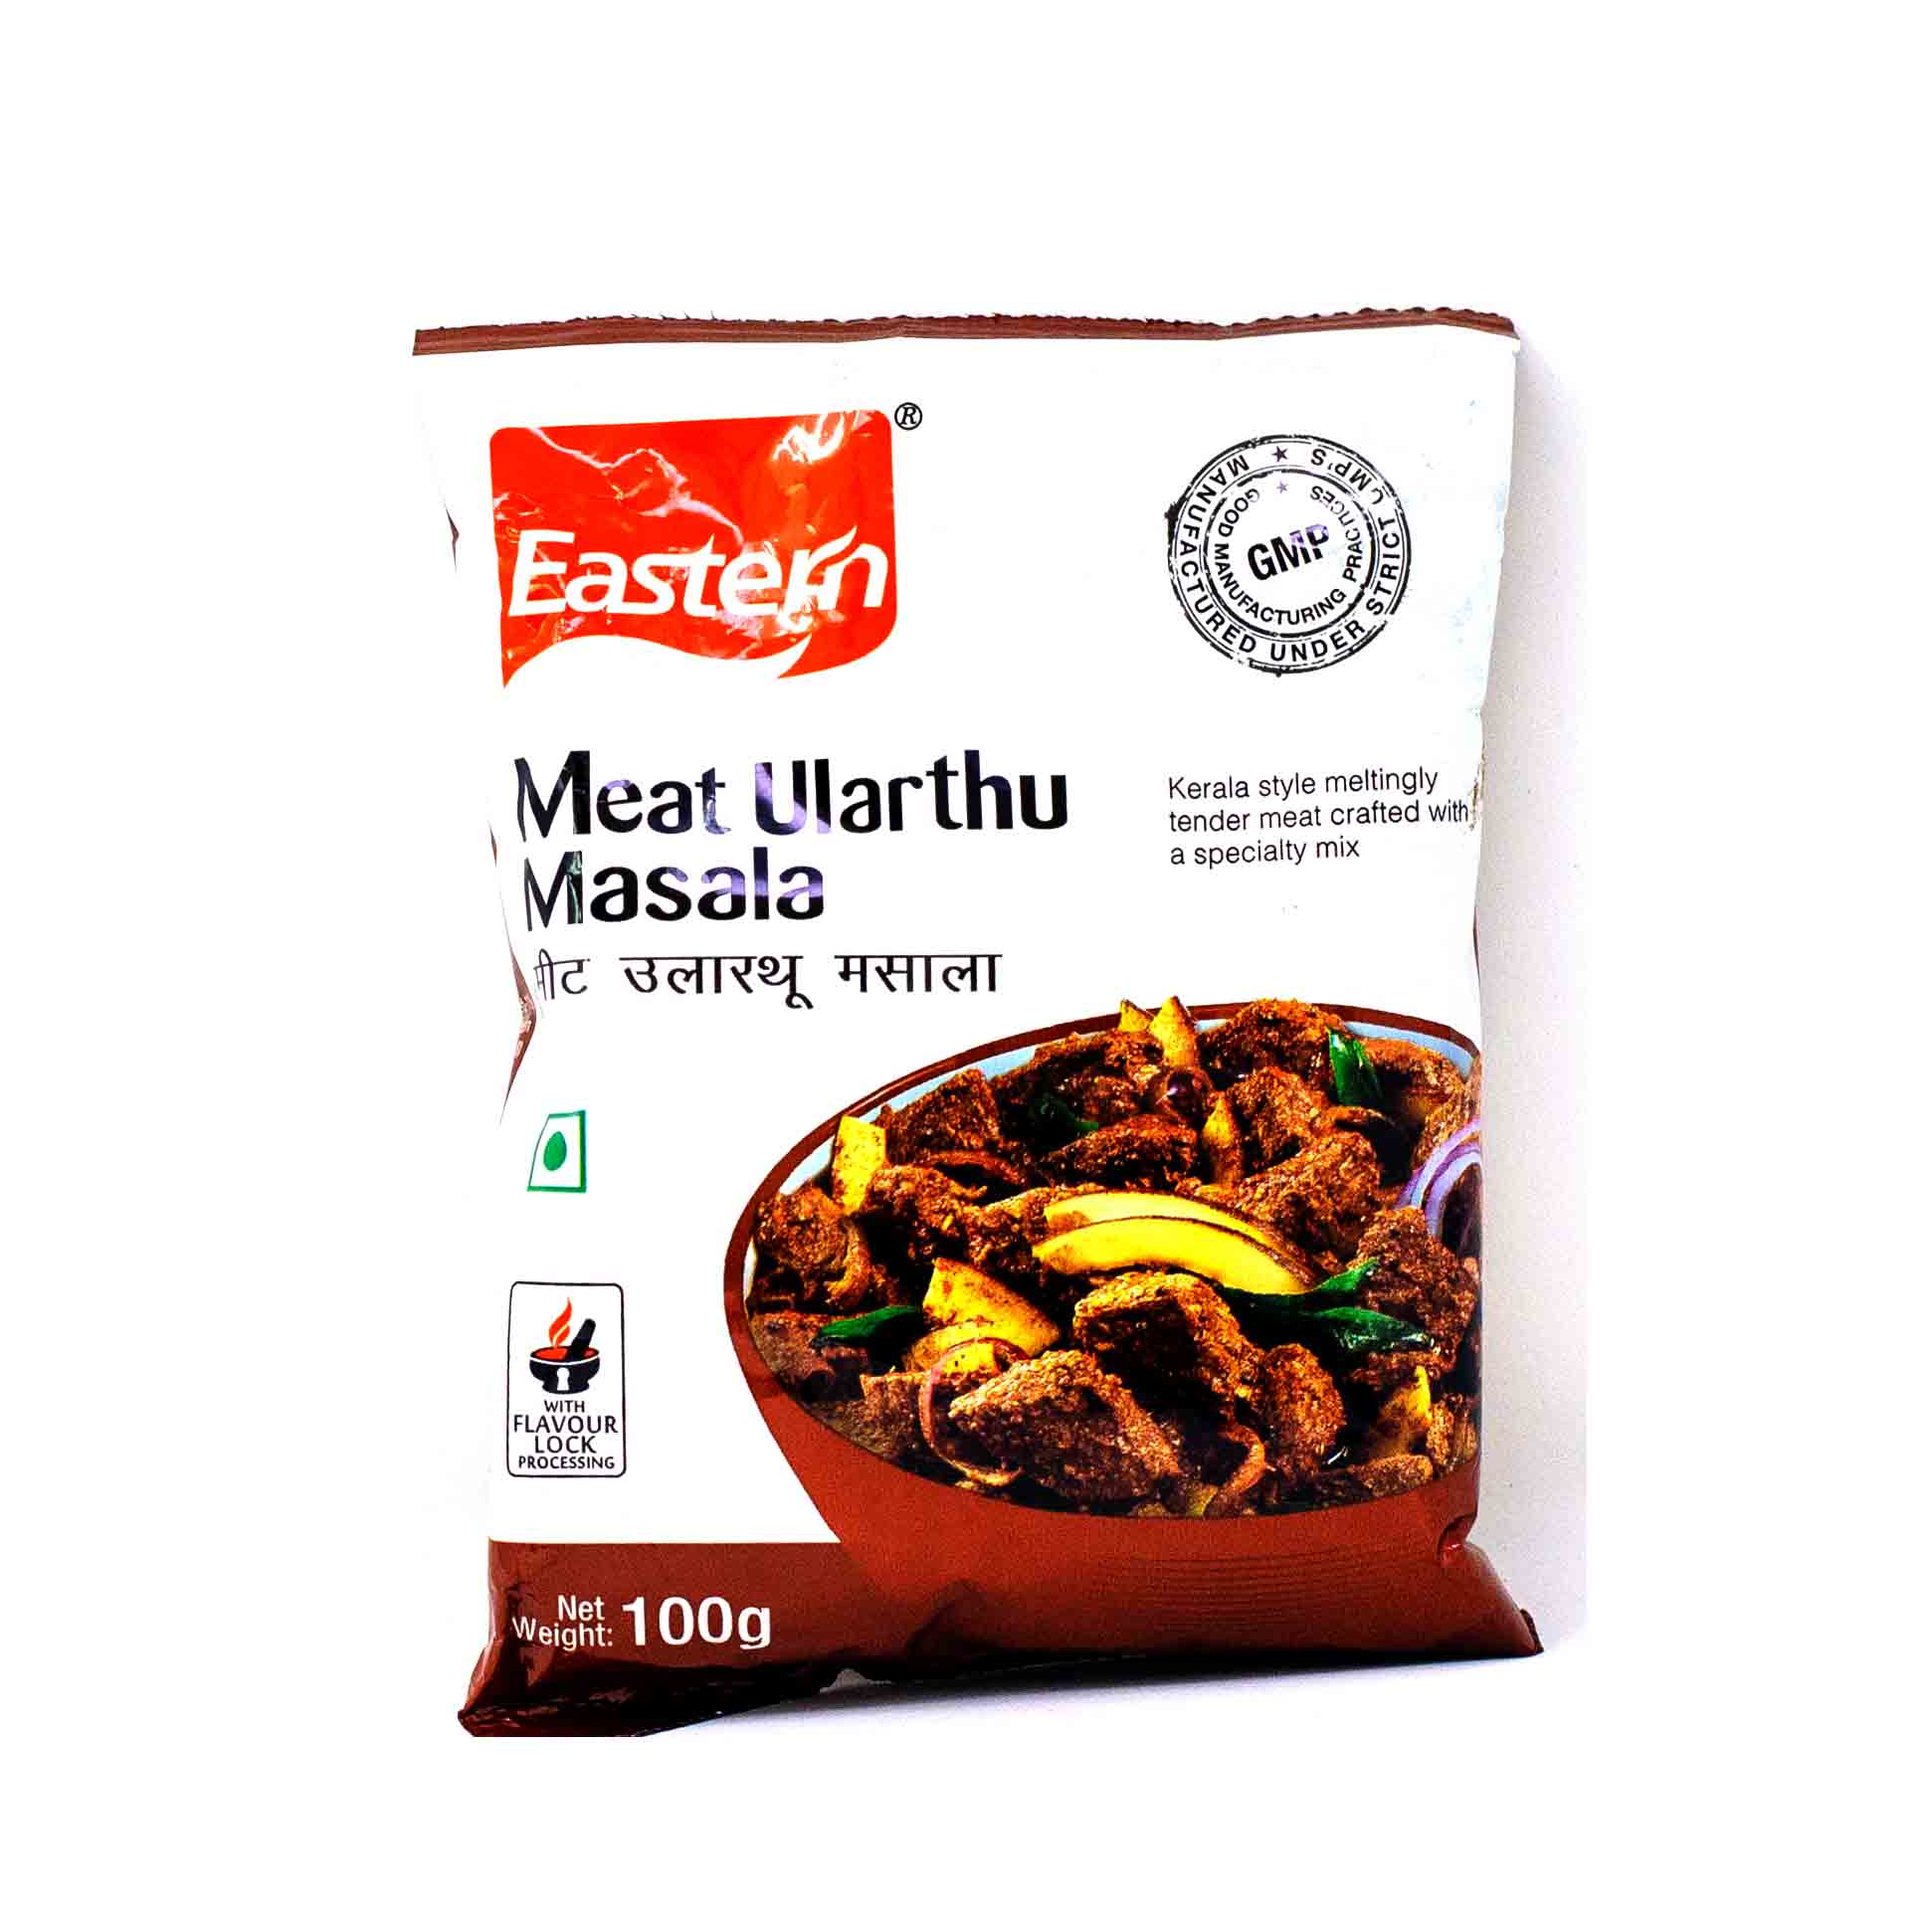 Eastern®
MANUFACTURED UNDER STRICT GMP'S
GOOD MANUFACTURING PRACTICES
GMP
Meat Ularthu
Masala
मीट उलारथू मसाला
Kerala style meltingly
tender meat crafted with
a specialty mix
WITH
FLAVOUR
LOCK
PROCESSING
Net
Weight: 100g